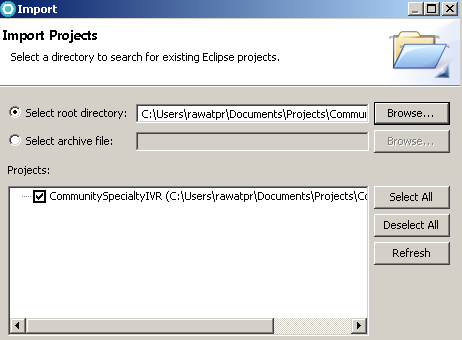 Import
Import Projects
Select a directory to search for existing Eclipse projects.
Select root directory: C:\Users\rawatpr\Documents\Projects\Commu Browse...
Select archive file: Browse...
Projects:
CommunitySpecialtyIVR (C:\Users\rawatpr\Documents\Projects\Co
Select All
Deselect All
Refresh